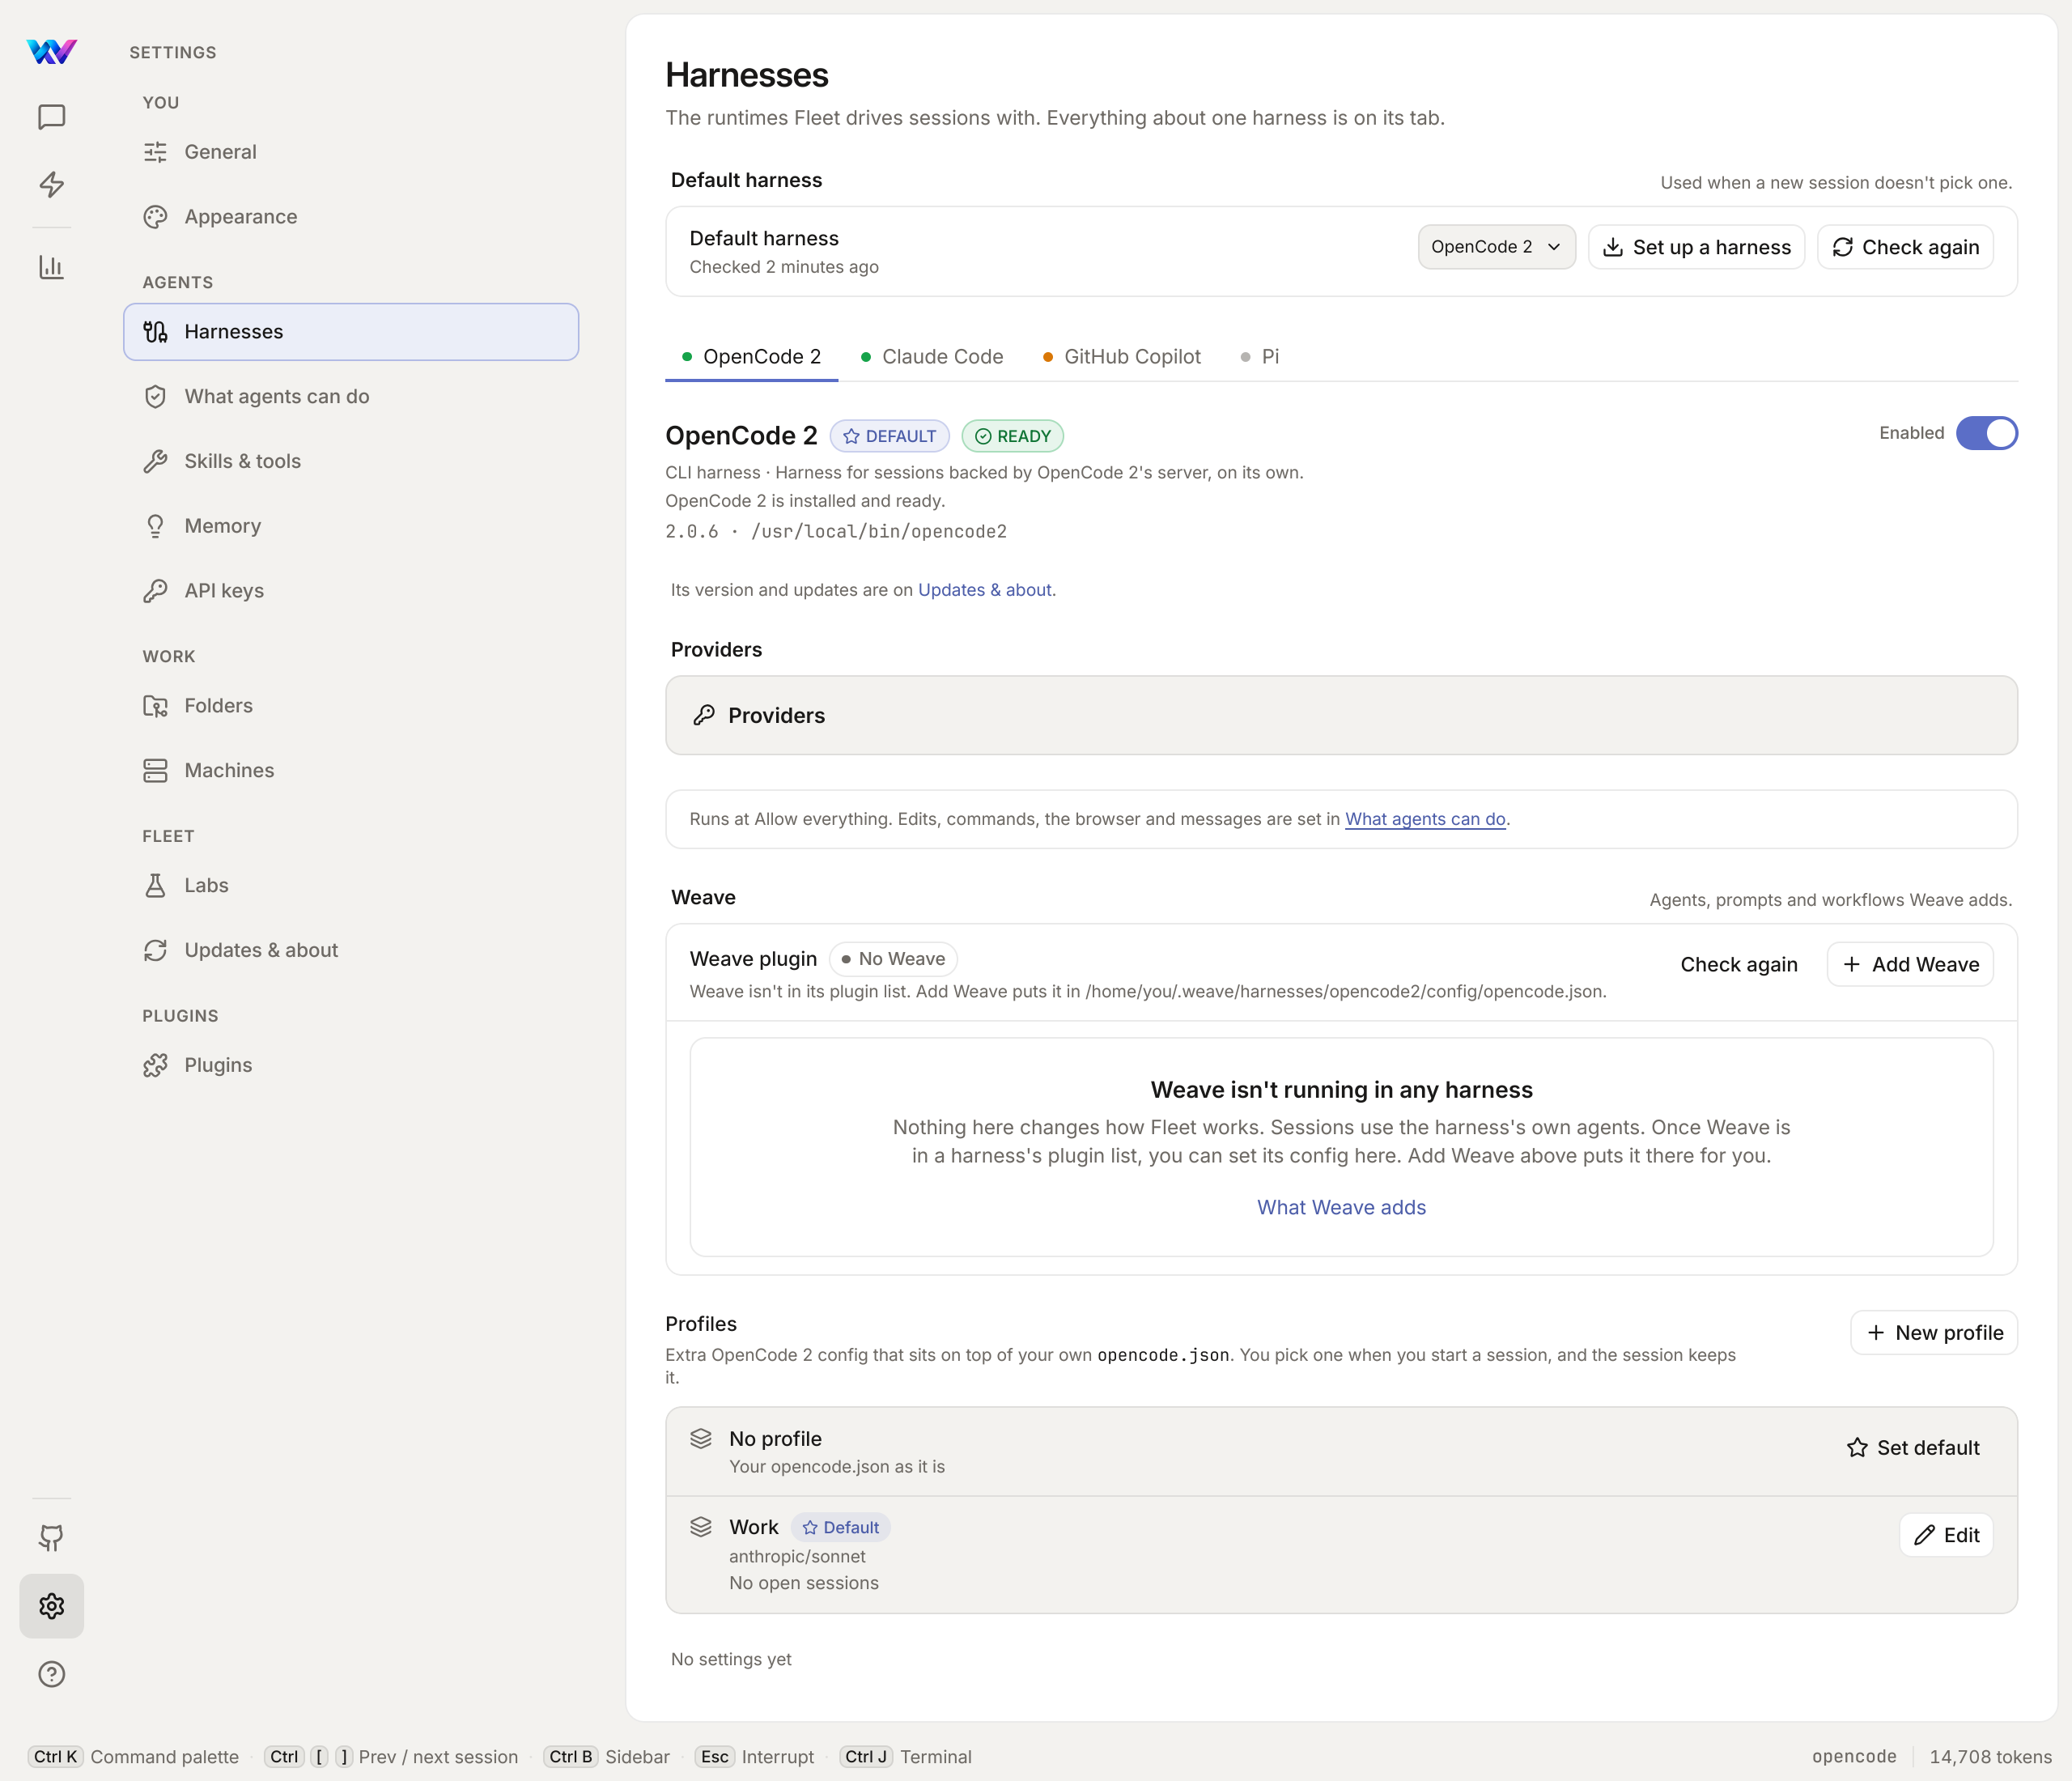 SETTINGS
YOU
General
Appearance
AGENTS
Harnesses
What agents can do
Skills & tools
Memory
API keys
WORK
Folders
Machines
FLEET
Labs
Updates & about
PLUGINS
Plugins
Harnesses
The runtimes Fleet drives sessions with. Everything about one harness is on its tab.
Default harness
Used when a new session doesn't pick one.
Default harness
Checked 2 minutes ago
OpenCode 2
Set up a harness
Check again
OpenCode 2
Claude Code
GitHub Copilot
Pi
OpenCode 2
DEFAULT
READY
Enabled
CLI harness · Harness for sessions backed by OpenCode 2's server, on its own.
OpenCode 2 is installed and ready.
2.0.6 · /usr/local/bin/opencode2
Its version and updates are on Updates & about.
Providers
Providers
Runs at Allow everything. Edits, commands, the browser and messages are set in What agents can do.
Weave
Agents, prompts and workflows Weave adds.
Weave plugin
No Weave
Weave isn't in its plugin list. Add Weave puts it in /home/you/.weave/harnesses/opencode2/config/opencode.json.
Check again
Add Weave
Weave isn't running in any harness
Nothing here changes how Fleet works. Sessions use the harness's own agents. Once Weave is
in a harness's plugin list, you can set its config here. Add Weave above puts it there for you.
What Weave adds
Profiles
Extra OpenCode 2 config that sits on top of your own opencode.json. You pick one when you start a session, and the session keeps
it.
New profile
No profile
Your opencode.json as it is
Set default
Work
Default
anthropic/sonnet
No open sessions
Edit
No settings yet
Ctrl K Command palette · Ctrl [ ] Prev / next session · Ctrl B Sidebar · Esc Interrupt · Ctrl J Terminal
opencode
14,708 tokens